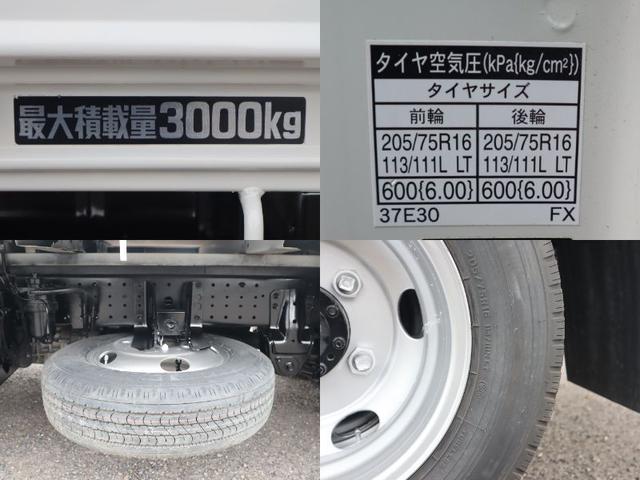 最大積載量3000kg
タイヤ空気圧(kPa{kg/cm²})
タイヤサイズ
前輪 後輪
205/75R16 205/75R16
113/111L LT 113/111L LT
600{6.00} 600{6.00}
37E30 FX
205/75R16